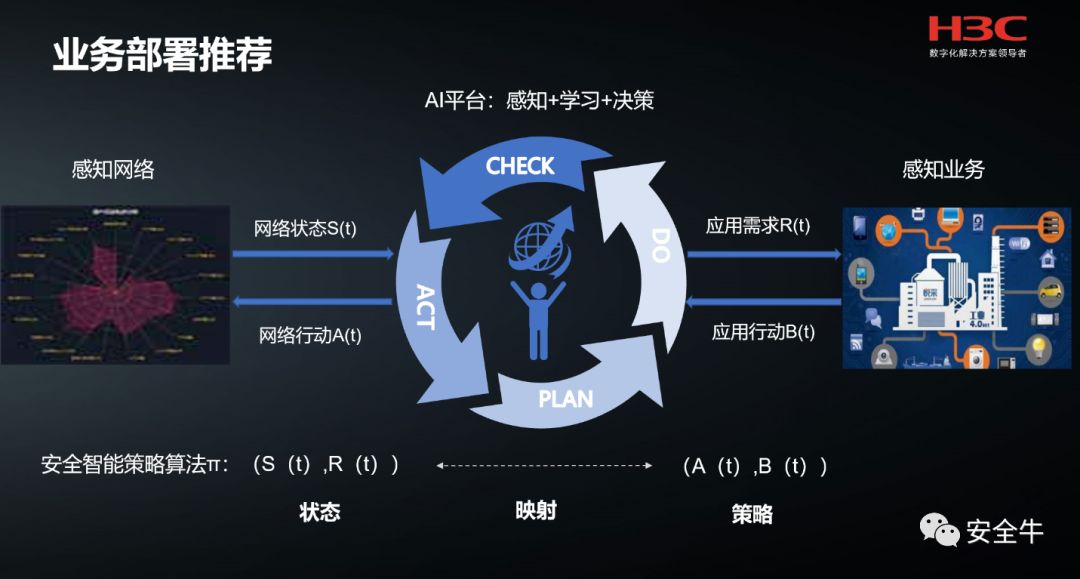 业务部署推荐
H3C
数字化解决方案领导者
AI平台：感知+学习+决策
感知网络
感知业务
CHECK
网络状态S(t)
应用需求R(t)
DO
ACT
网络行动A(t)
应用行动B(t)
PLAN
4.0
安全智能策略算法π：（S（t）,R（t））
（A（t）,B（t））
状态
映射
策略
安全牛